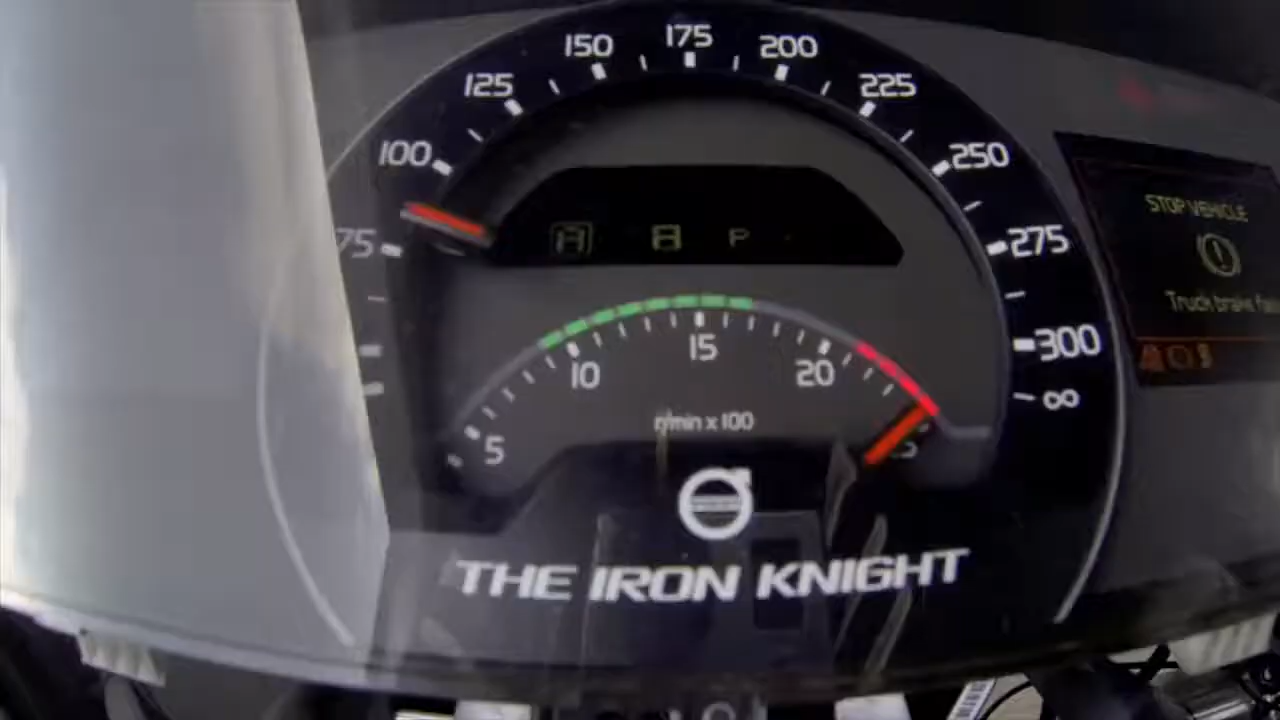 150 175 200
125 225
100 250
75 275
300
∞
A 8 P
10 15 20
5
r/min x 100
THE IRON KNIGHT
STOP VEHICLE
Truck brake